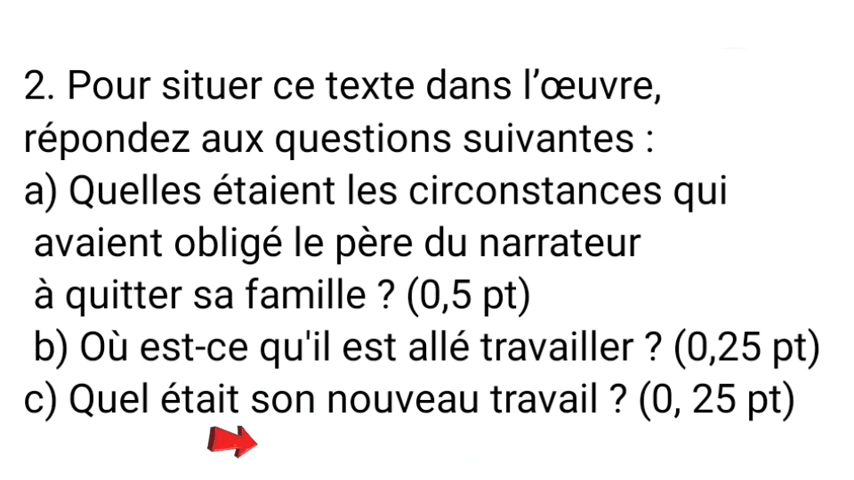 2. Pour situer ce texte dans l’œuvre,
répondez aux questions suivantes :
a) Quelles étaient les circonstances qui
avaient obligé le père du narrateur
à quitter sa famille ? (0,5 pt)
b) Où est-ce qu'il est allé travailler ? (0,25 pt)
c) Quel était son nouveau travail ? (0, 25 pt)